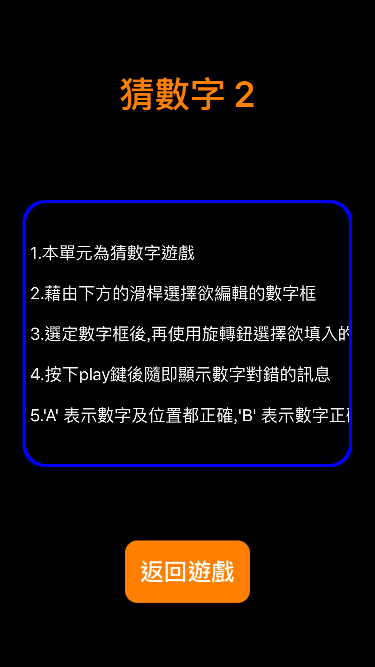 猜數字 2
1.本單元為猜數字遊戲
2.藉由下方的滑桿選擇欲編輯的數字框
3.選定數字框後,再使用旋轉鈕選擇欲填入的
4.按下play鍵後隨即顯示數字對錯的訊息
5.'A' 表示數字及位置都正確,'B' 表示數字正
返回遊戲